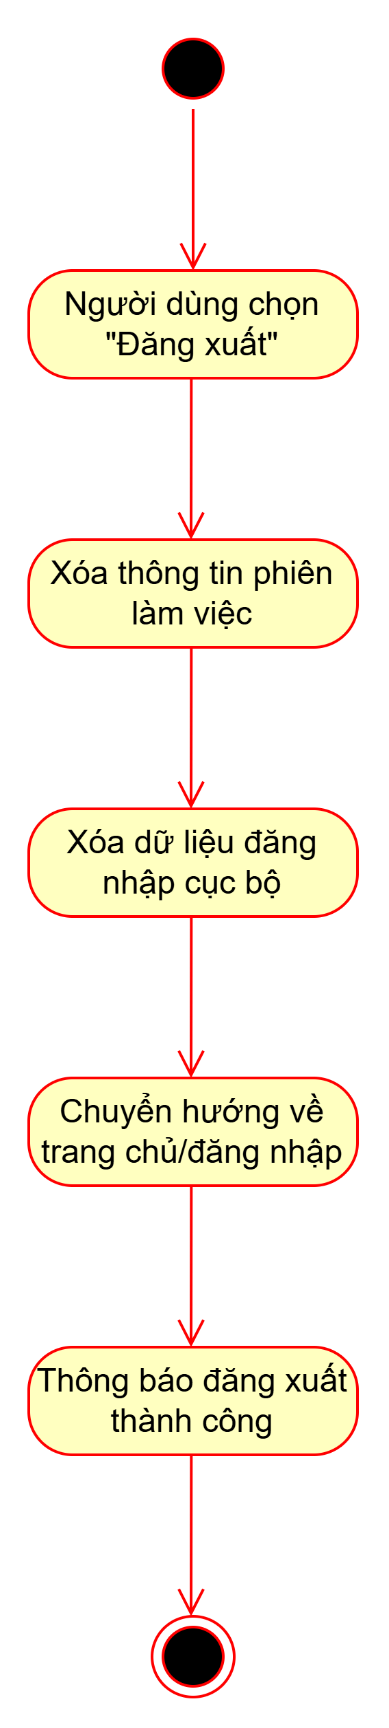 Người dùng chọn
"Đăng xuất"
Xóa thông tin phiên
làm việc
Xóa dữ liệu đăng
nhập cục bộ
Chuyển hướng về
trang chủ/đăng nhập
Thông báo đăng xuất
thành công